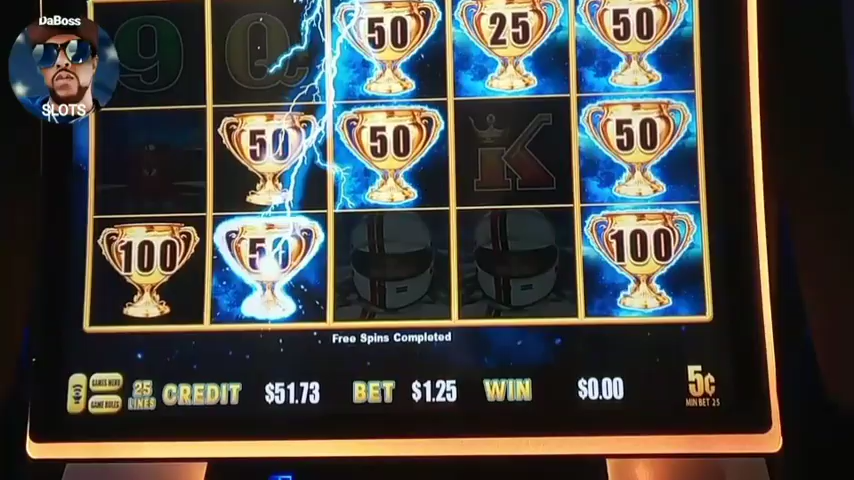 DaBoss
SLOTS
9 Q 50 25 50
50 50 K 50
100 50 100
Free Spins Completed
GAMES MENU
GAME RULES
25 LINES
CREDIT $51.73 BET $1.25 WIN $0.00
5¢
MIN BET 25